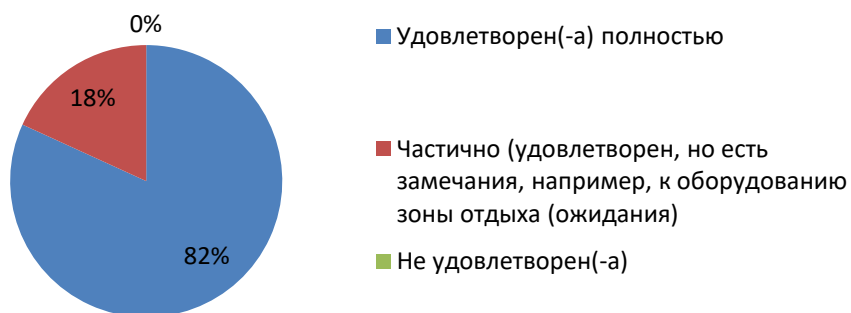 0%
18%
82%
Удовлетворен(-а) полностью
Частично (удовлетворен, но есть
замечания, например, к оборудованию
зоны отдыха (ожидания)
Не удовлетворен(-а)